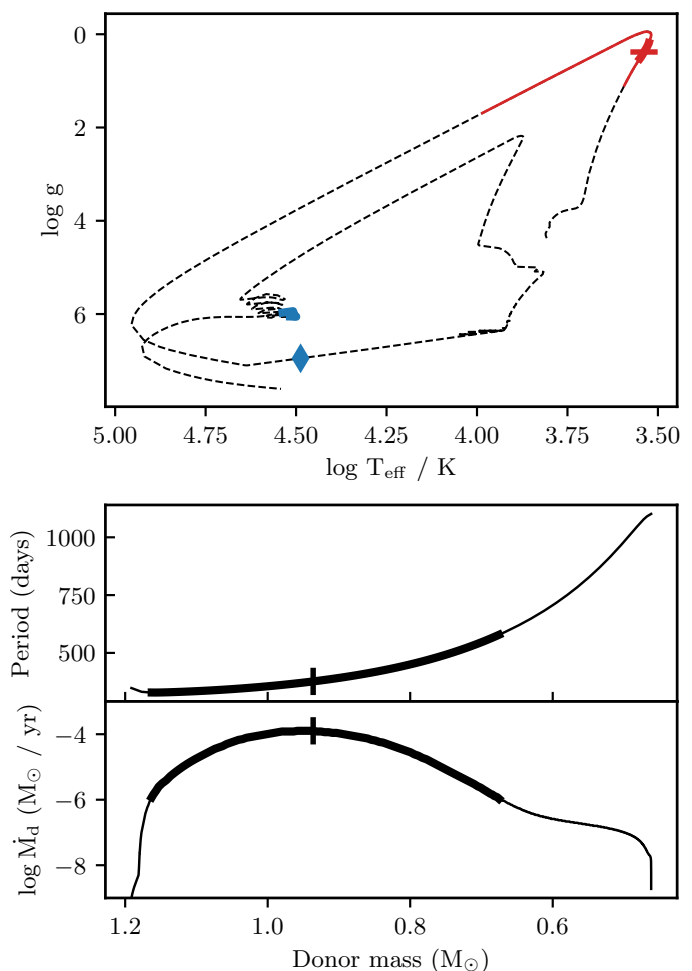 0
2
4
6
log g
5.00 4.75 4.50 4.25 4.00 3.75 3.50
log T_eff / K
1000
750
500
Period (days)
−4
−6
−8
log Ṁ_d (M_⊙ / yr)
1.2 1.0 0.8 0.6
Donor mass (M_⊙)